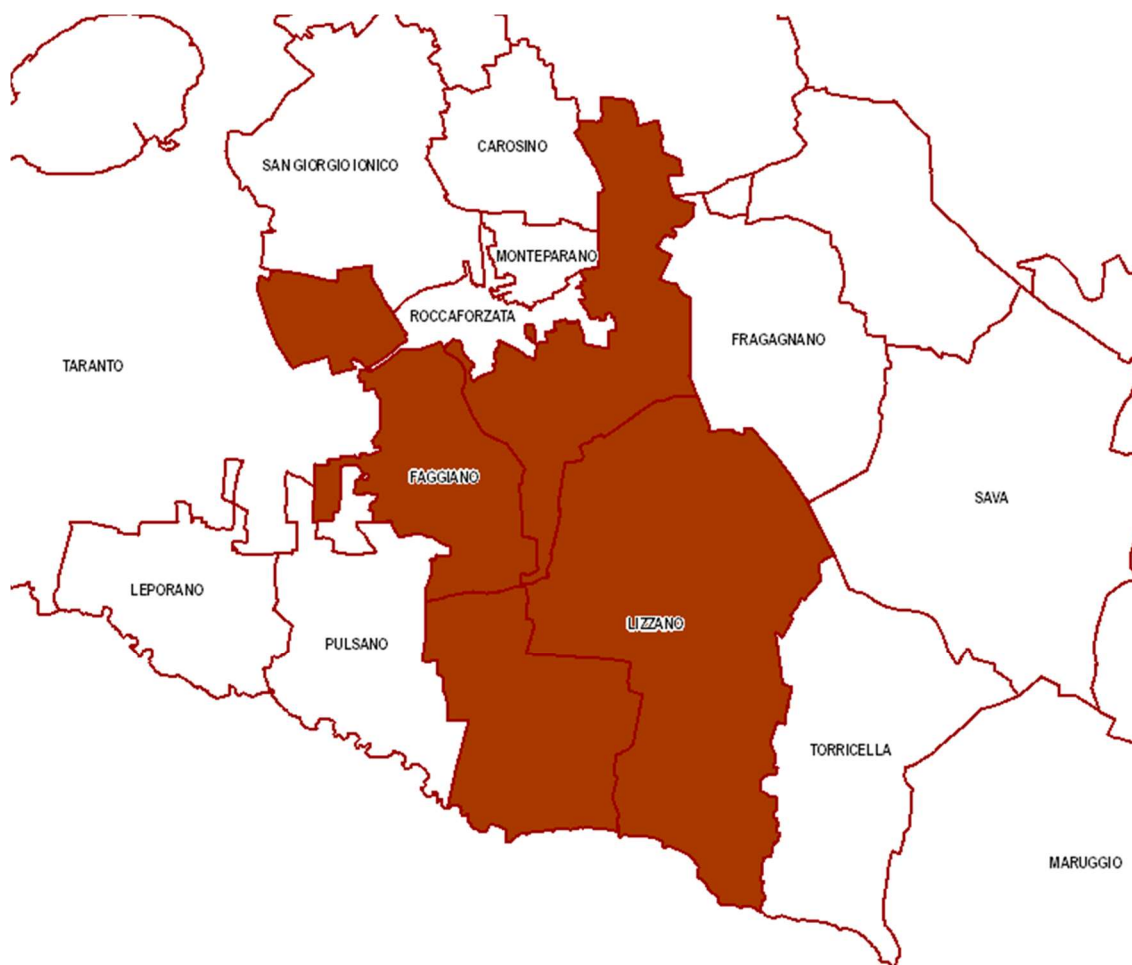 CAROSINO
SAN GIORGIO IONICO
MONTEPARANO
ROCCAFORZATA
FRAGAGNANO
TARANTO
FAGGIANO
SAVA
LEPORANO
LIZZANO
PULSANO
TORRICELLA
MARUGGIO